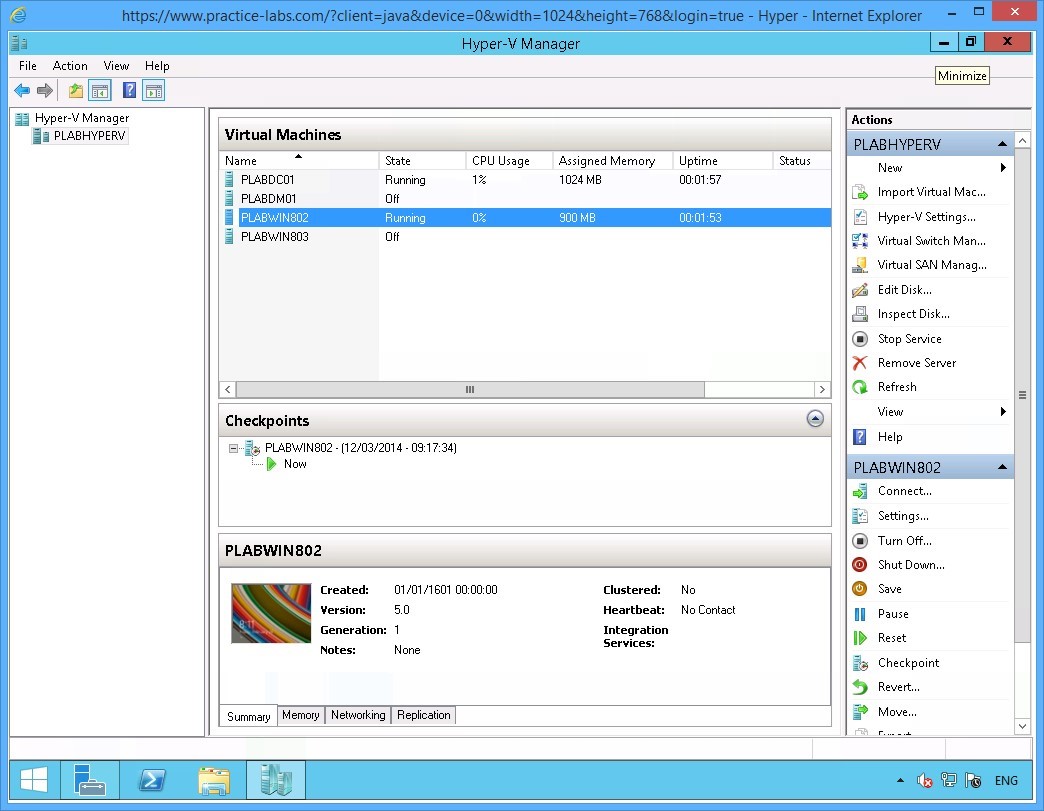 https://www.practice-labs.com/?client=java&device=0&width=1024&height=768&login=true - Hyper - Internet Explorer
Hyper-V Manager
File Action View Help
Minimize
Hyper-V Manager
PLABHYPERV
Virtual Machines
Name State CPU Usage Assigned Memory Uptime Status
PLABDC01 Running 1% 1024 MB 00:01:57
PLABDM01 Off
PLABWIN802 Running 0% 900 MB 00:01:53
PLABWIN803 Off
Checkpoints
PLABWIN802 - (12/03/2014 - 09:17:34)
Now
PLABWIN802
8:11
Created: 01/01/1601 00:00:00
Version: 5.0
Generation: 1
Notes: None
Clustered: No
Heartbeat: No Contact
Integration
Services:
Summary Memory Networking Replication
Actions
PLABHYPERV
New
Import Virtual Mac...
Hyper-V Settings...
Virtual Switch Man...
Virtual SAN Manag...
Edit Disk...
Inspect Disk...
Stop Service
Remove Server
Refresh
View
Help
PLABWIN802
Connect...
Settings...
Turn Off...
Shut Down...
Save
Pause
Reset
Checkpoint
Revert...
Move...
ENG